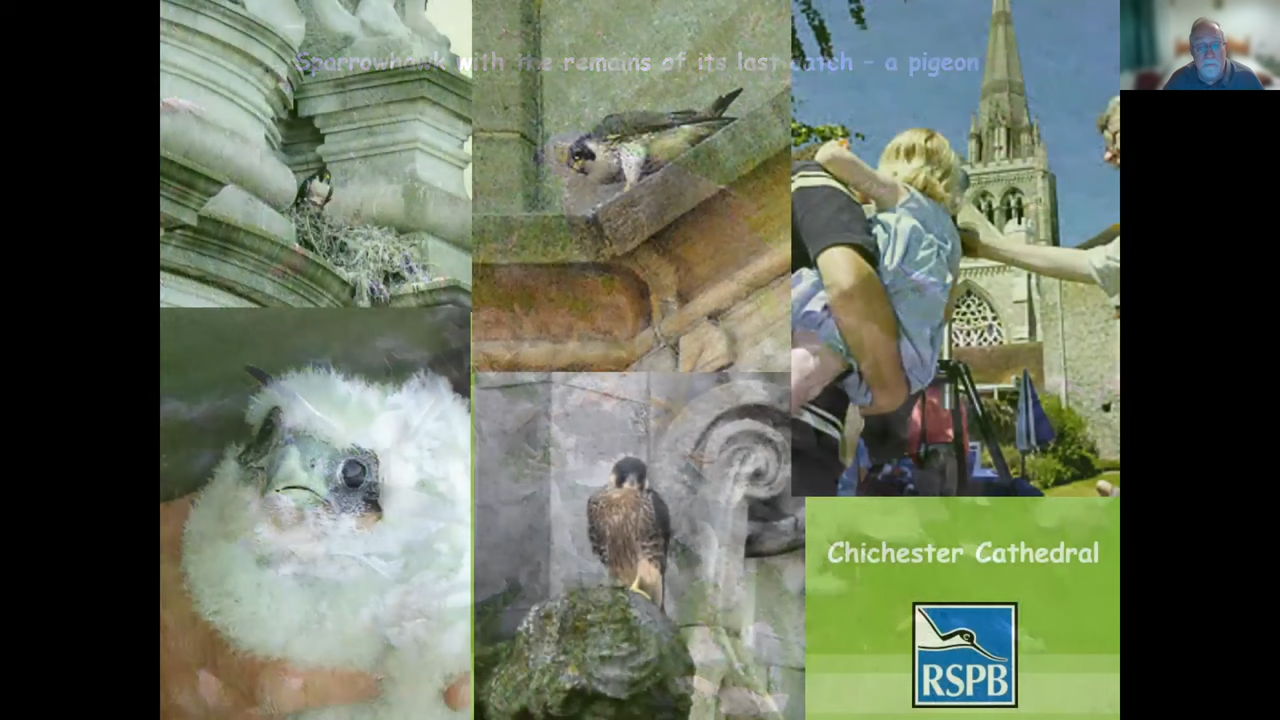 Sparrowhawk with the remains of its last catch - a pigeon
Chichester Cathedral
RSPB